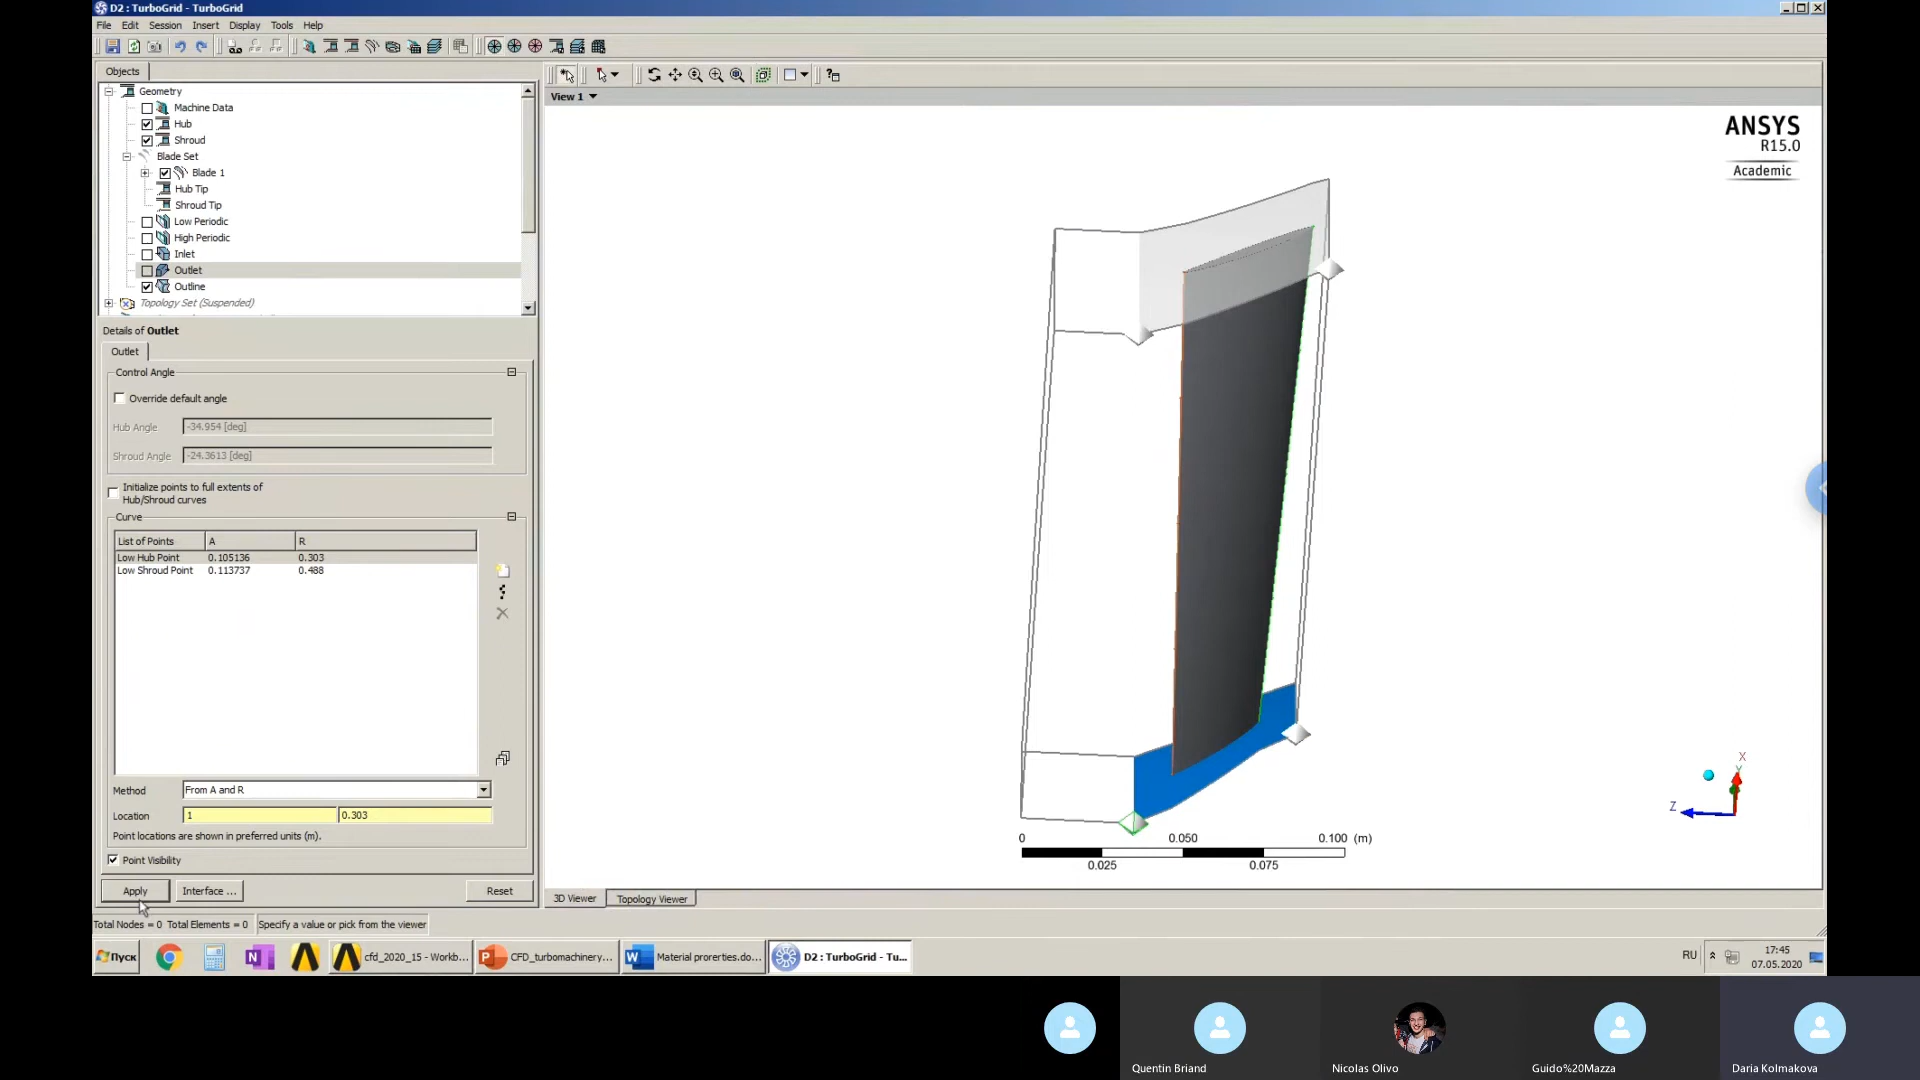 D2 : TurboGrid - TurboGrid
File Edit Session Insert Display Tools Help
Objects
Geometry
Machine Data
Hub
Shroud
Blade Set
Blade 1
Hub Tip
Shroud Tip
Low Periodic
High Periodic
Inlet
Outlet
Outline
Topology Set (Suspended)
Details of Outlet
Outlet
Control Angle
Override default angle
Hub Angle -34.954 [deg]
Shroud Angle -24.3613 [deg]
Initialize points to full extents of
Hub/Shroud curves
Curve
List of Points A R
Low Hub Point 0.105136 0.303
Low Shroud Point 0.113737 0.488
Method From A and R
Location 1 0.303
Point locations are shown in preferred units (m).
Point Visibility
Apply Interface ... Reset
Total Nodes = 0 Total Elements = 0 Specify a value or pick from the viewer
View 1
ANSYS
R15.0
Academic
X
Y
Z
0 0.050 0.100 (m)
0.025 0.075
3D Viewer Topology Viewer
Пуск cfd_2020_15 - Workb... CFD_turbomachinery... Material prorerties.do... D2 : TurboGrid - Tu... RU 17:45
07.05.2020
Quentin Briand Nicolas Olivo Guido%20Mazza Daria Kolmakova